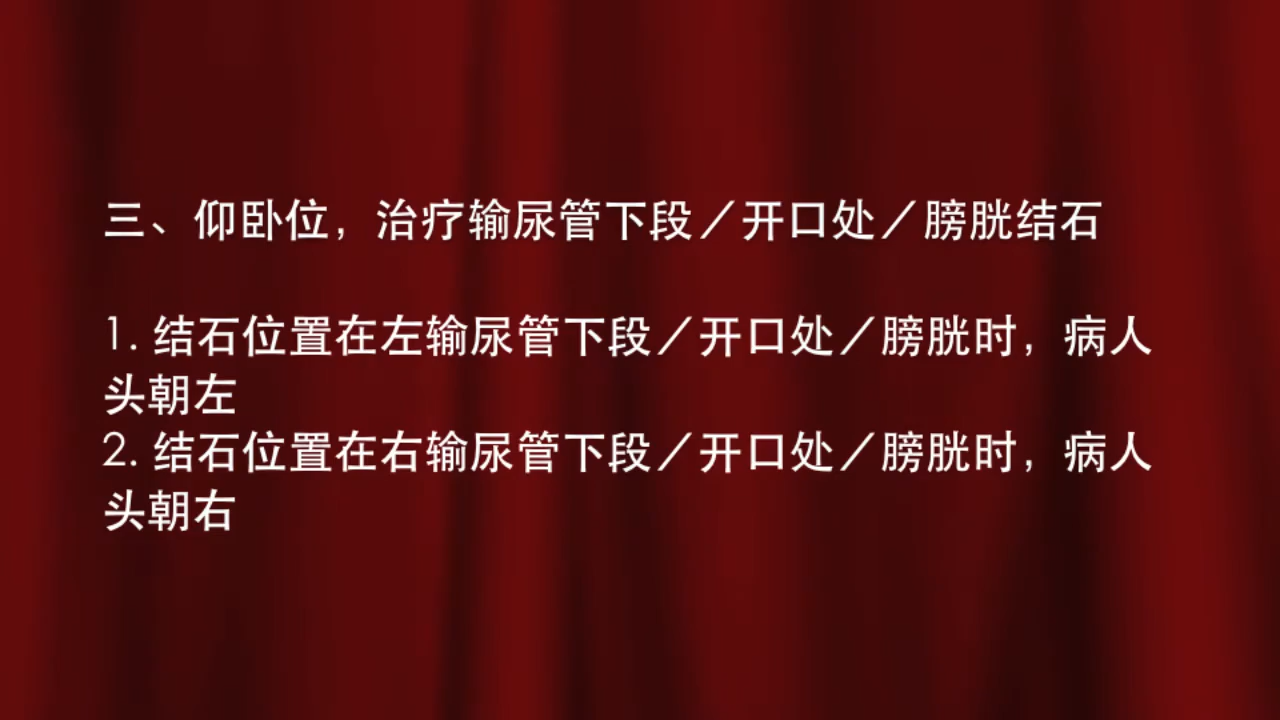 三、仰卧位，治疗输尿管下段／开口处／膀胱结石
1. 结石位置在左输尿管下段／开口处／膀胱时，病人
头朝左
2. 结石位置在右输尿管下段／开口处／膀胱时，病人
头朝右